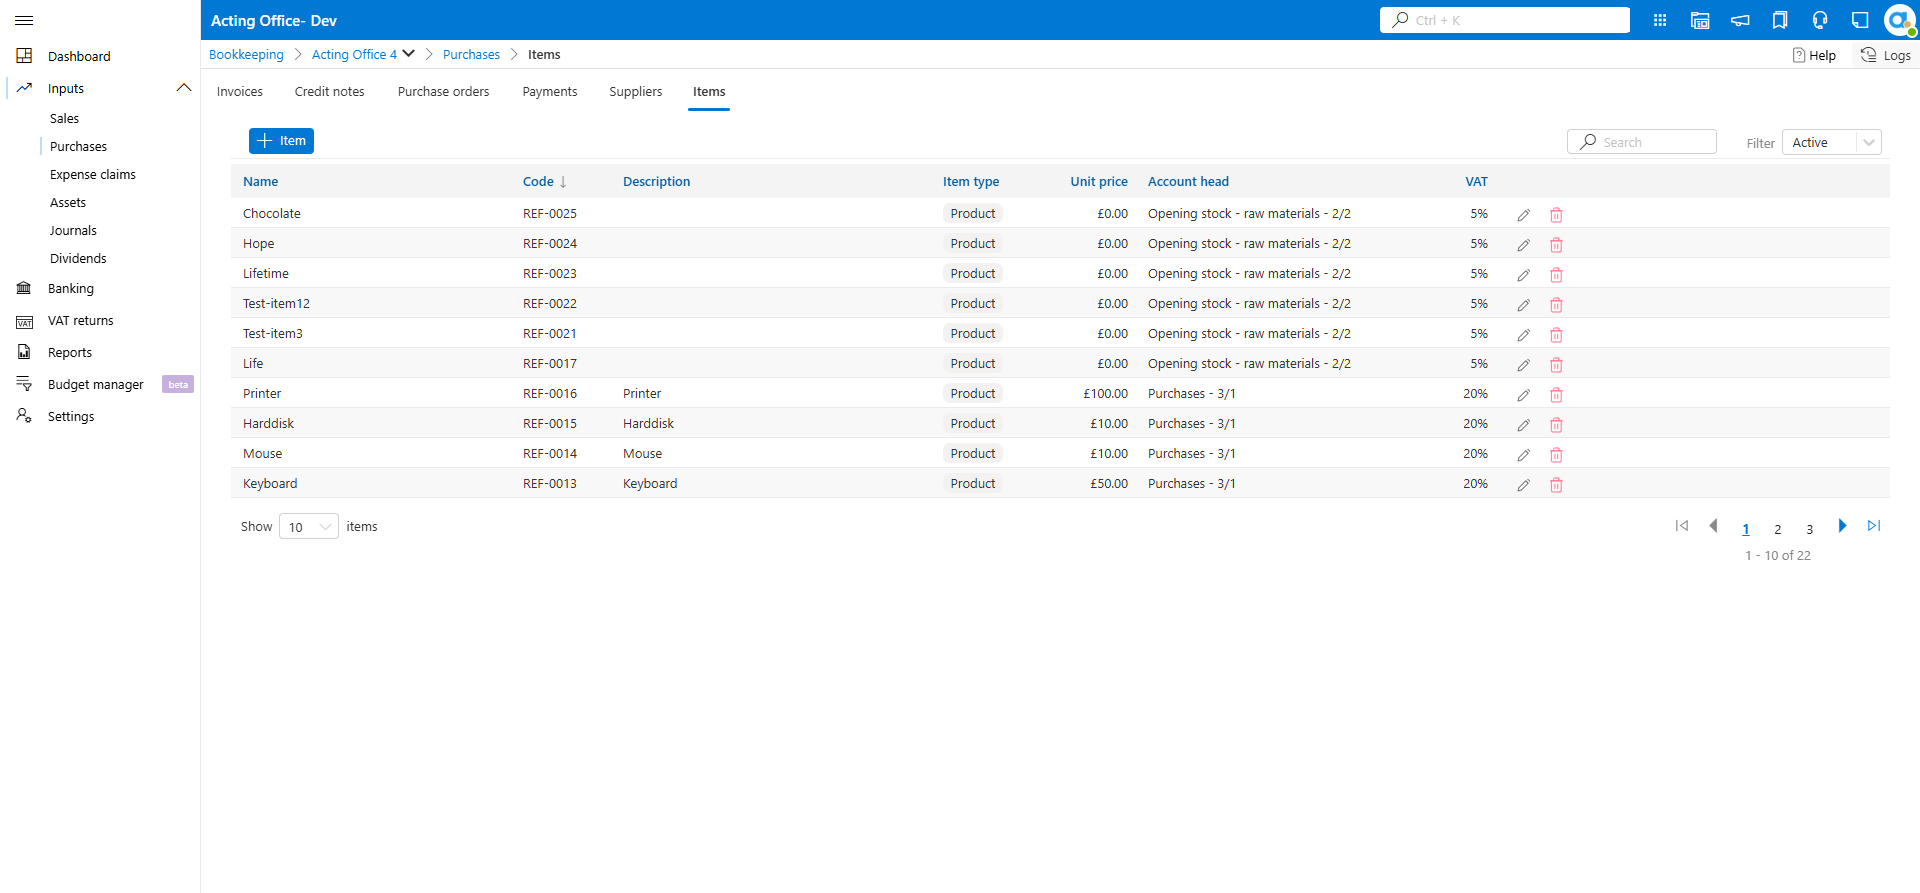 Acting Office- Dev
Ctrl + K
Bookkeeping Acting Office 4 Purchases Items
Help Logs
Dashboard
Inputs
Sales
Purchases
Expense claims
Assets
Journals
Dividends
Banking
VAT returns
Reports
Budget manager beta
Settings
Invoices Credit notes Purchase orders Payments Suppliers Items
Item Search Filter Active
Name Code Description Item type Unit price Account head VAT
Chocolate REF-0025 Product £0.00 Opening stock - raw materials - 2/2 5%
Hope REF-0024 Product £0.00 Opening stock - raw materials - 2/2 5%
Lifetime REF-0023 Product £0.00 Opening stock - raw materials - 2/2 5%
Test-item12 REF-0022 Product £0.00 Opening stock - raw materials - 2/2 5%
Test-item3 REF-0021 Product £0.00 Opening stock - raw materials - 2/2 5%
Life REF-0017 Product £0.00 Opening stock - raw materials - 2/2 5%
Printer REF-0016 Printer Product £100.00 Purchases - 3/1 20%
Harddisk REF-0015 Harddisk Product £10.00 Purchases - 3/1 20%
Mouse REF-0014 Mouse Product £10.00 Purchases - 3/1 20%
Keyboard REF-0013 Keyboard Product £50.00 Purchases - 3/1 20%
Show 10 items
1 2 3
1 - 10 of 22